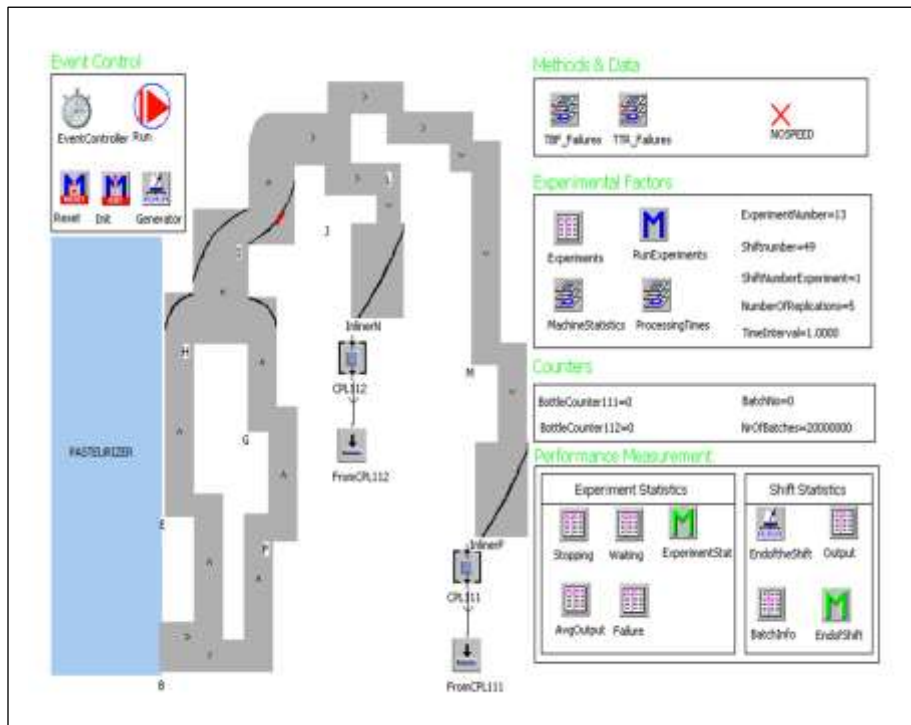 Event Control
EventController Run
Reset Init Generator
PASTEURIZER
H
G
E
F
B
J
L
InlinerN
CPL112
FromCPL112
M
InlinerF
CPL111
FromCPL111
Methods & Data
TBF_Failures TTR_Failures NOSPEED
Experimental Factors
Experiments RunExperiments
MachineStatistics ProcessingTimes
ExperimentNumber=13
Shiftnumber=49
ShiftNumberExperiment=1
NumberOfReplications=5
TimeInterval=1.0000
Counters
BottleCounter111=0 BatchNo=0
BottleCounter112=0 NrOfBatches=20000000
Performance Measurement
Experiment Statistics
Stopping Waiting ExperimentStat
AvgOutput Failure
Shift Statistics
EndoftheShift Output
BatchInfo EndofShift